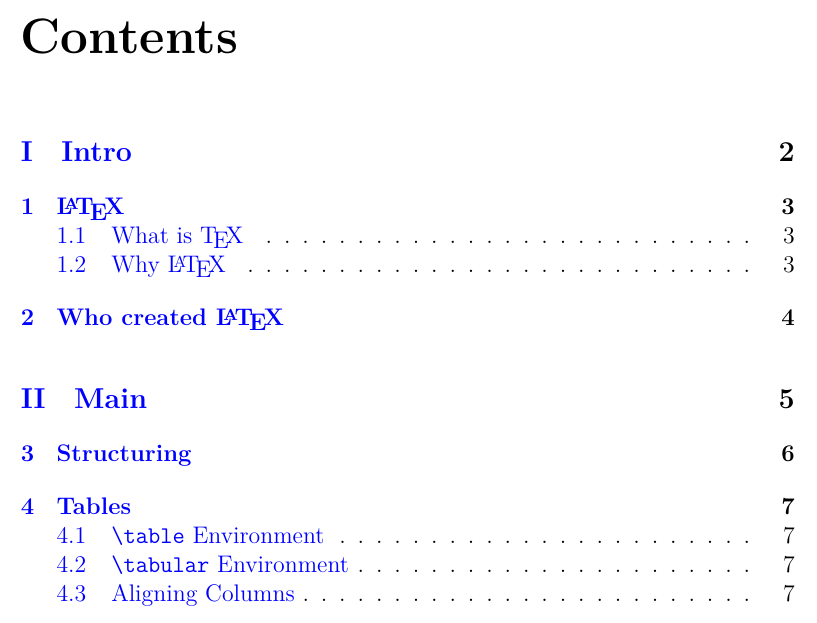 Contents
I Intro 2
1 LATEX 3
1.1 What is TEX . . . . . . . . . . . . . . . . . . . . . . . . . . . 3
1.2 Why LATEX . . . . . . . . . . . . . . . . . . . . . . . . . . . . 3
2 Who created LATEX 4
II Main 5
3 Structuring 6
4 Tables 7
4.1 \table Environment . . . . . . . . . . . . . . . . . . . . . . . 7
4.2 \tabular Environment . . . . . . . . . . . . . . . . . . . . . . 7
4.3 Aligning Columns . . . . . . . . . . . . . . . . . . . . . . . . . 7